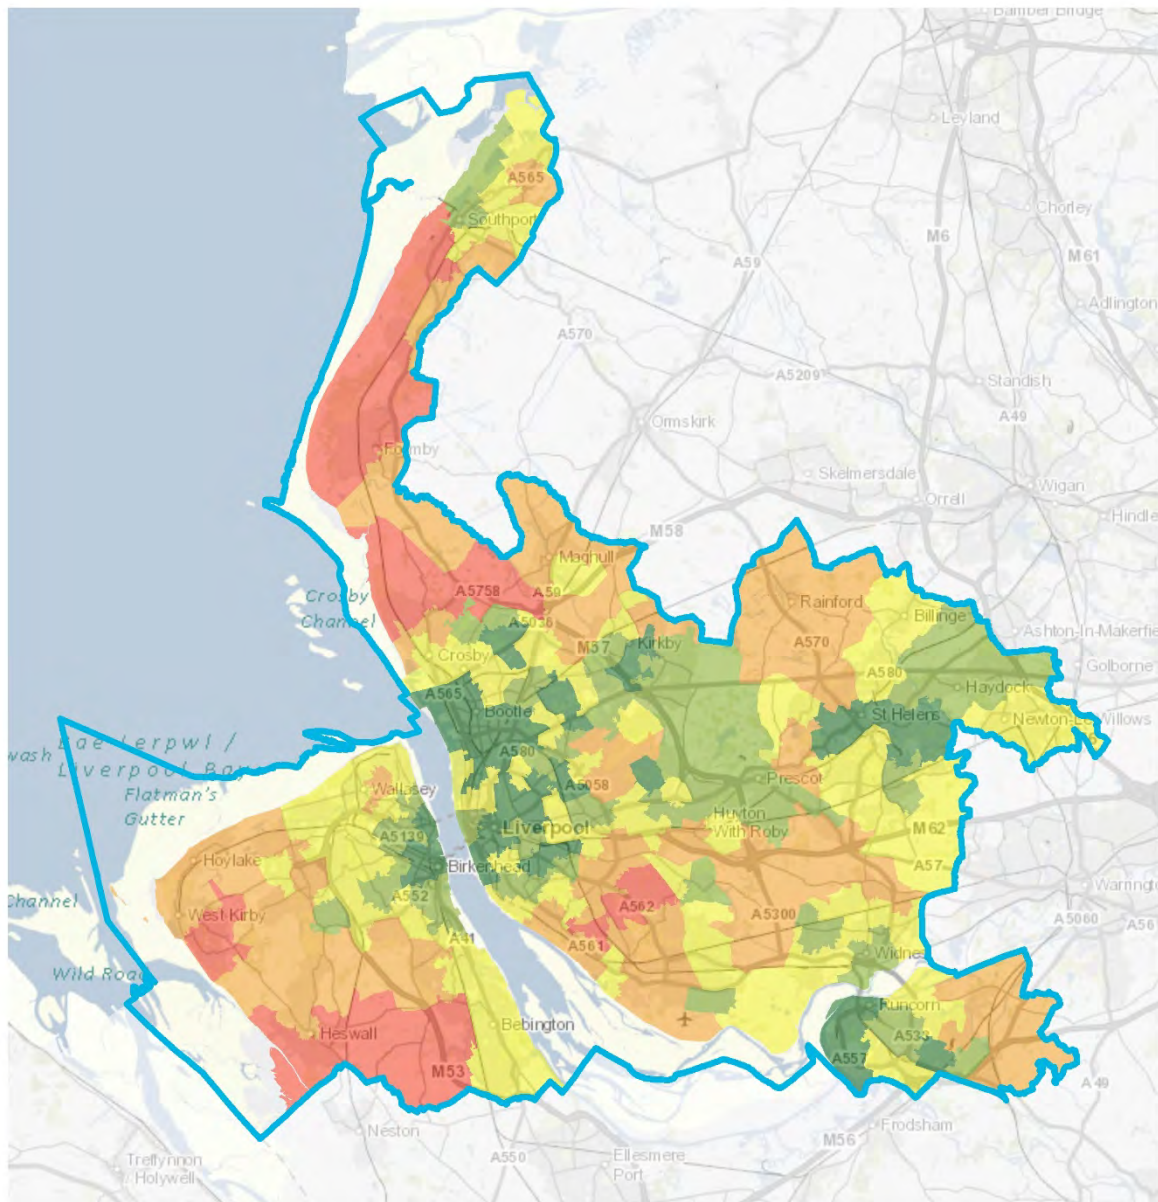 Bamber Bridge
Leyland
Chorley
A565
Southport
M6
M61
A59
Adlington
A570
A5209
Standish
A49
Ormskirk
Formby
Skelmersdale
Wigan
Orrell
Hindle
M58
Maghull
Crosby
Channel
A5758
A59
Rainford
Billinge
A5036
Ashton-In-Makerfie
M57
Kirkby
A570
Crosby
Golborne
A580
A565
Haydock
Bootle
St Helens
Newton-Le-Willows
Bae Lerpwl /
Liverpool Bay
wash
A580
Flatman's
Gutter
Wallasey
A5058
Prescot
Huyton
With Roby
A5139
Liverpool
M62
Hoylake
Birkenhead
A57
Channel
A552
A562
Warrington
West Kirby
A5300
A5060
A56
A41
A561
Widnes
Wild Road
Runcorn
Bebington
Heswall
A533
A557
M53
A49
Neston
M56
Frodsham
Treffynnon
/ Holywell
A550
Ellesmere
Port